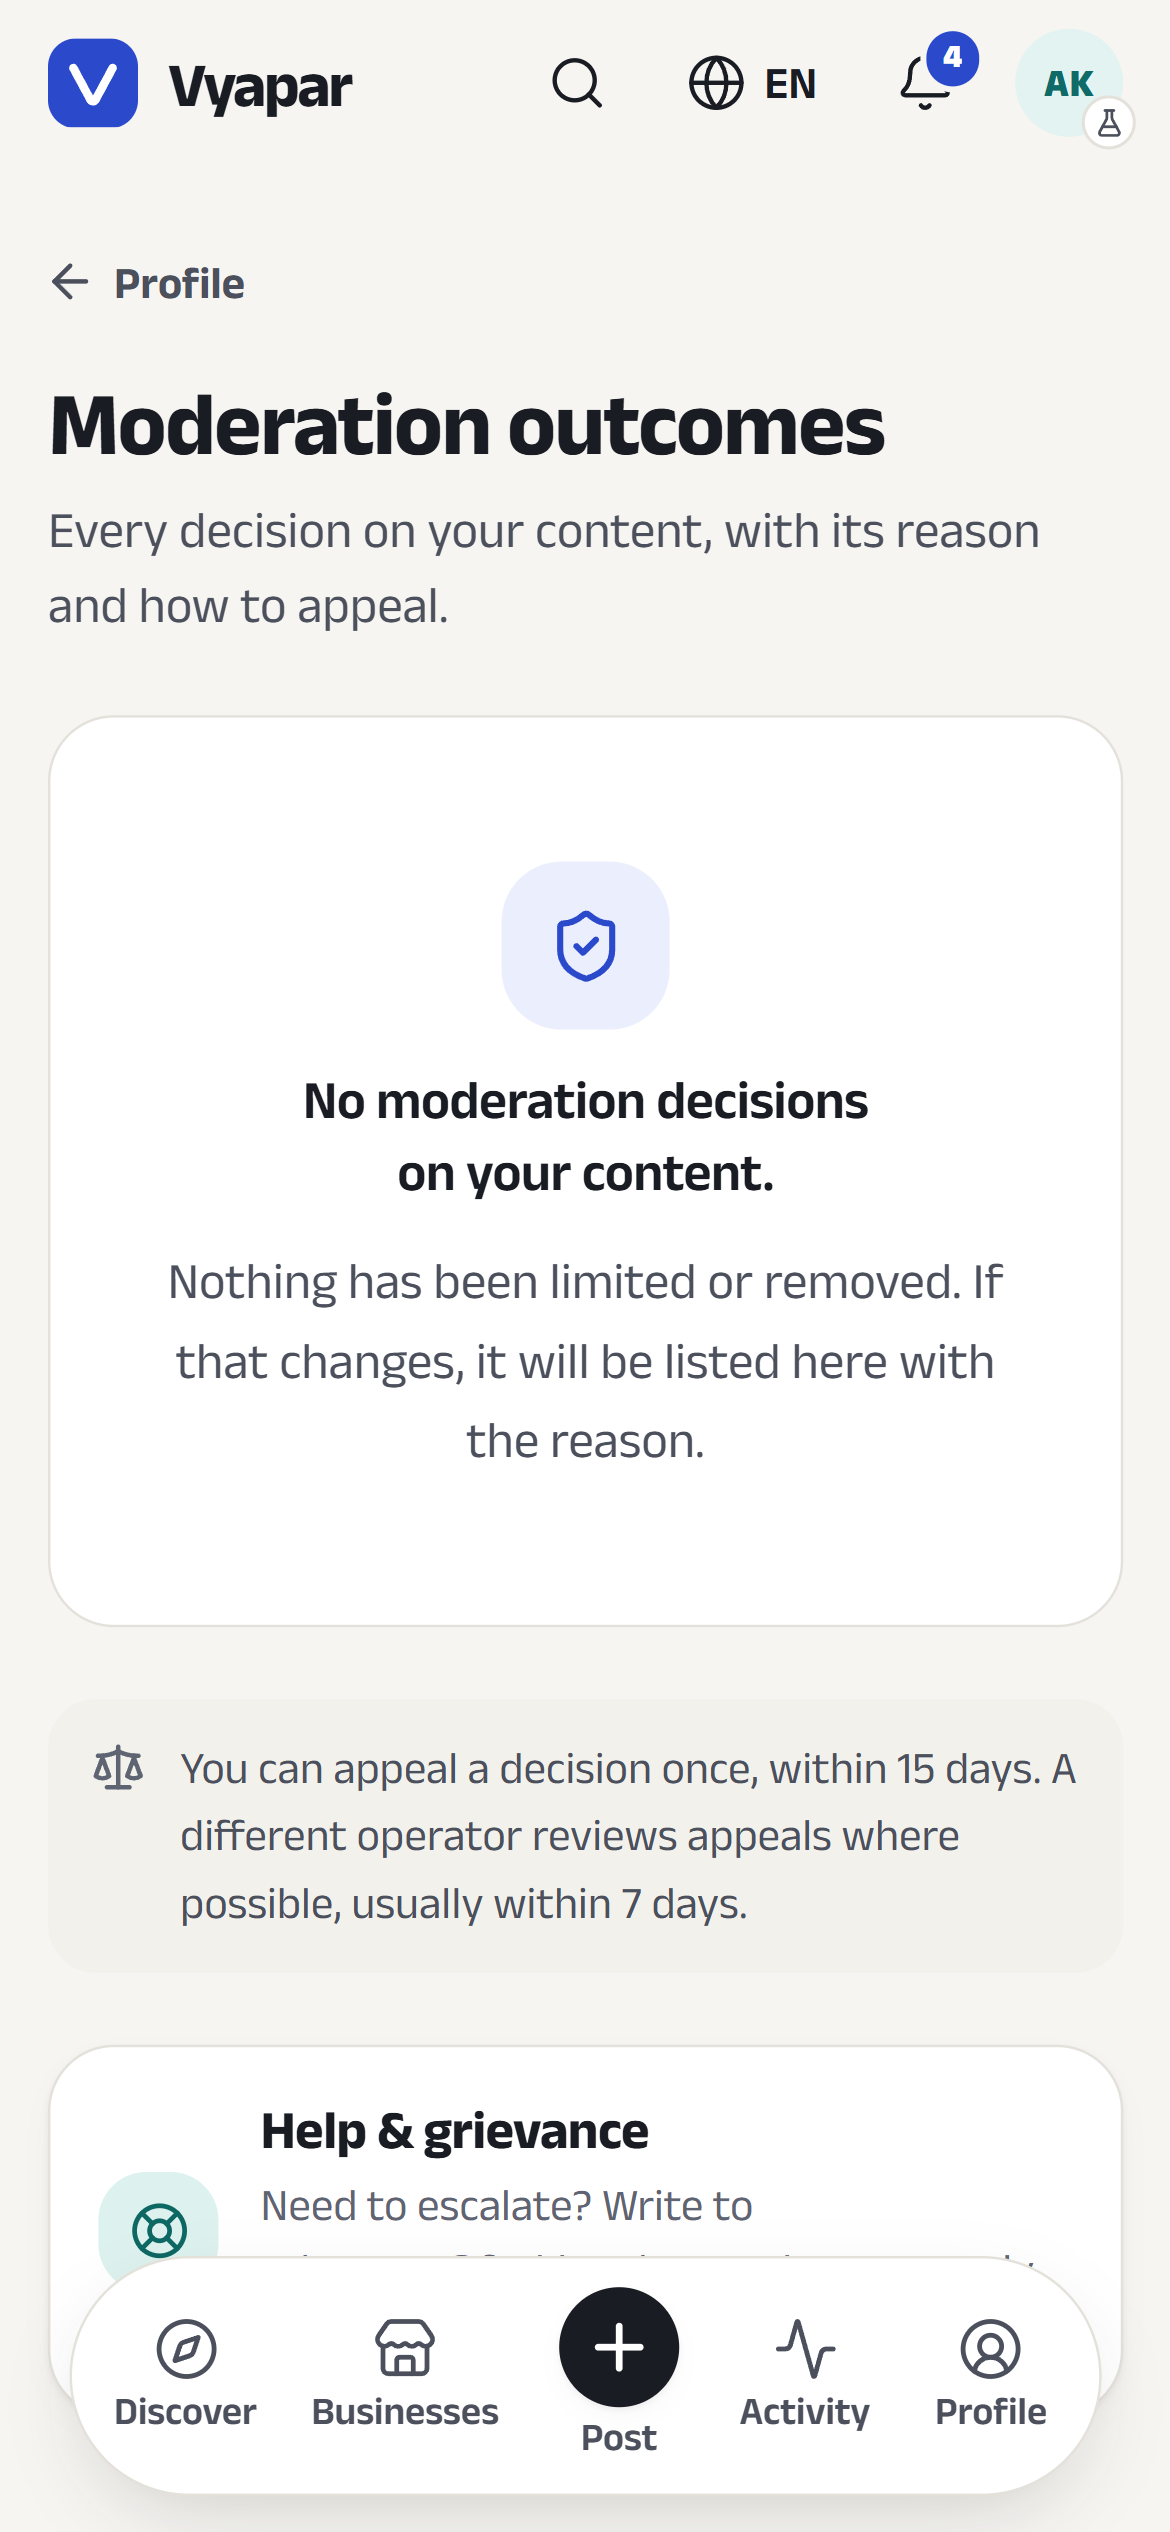 Vyapar
EN
4
AK
Profile
Moderation outcomes
Every decision on your content, with its reason
and how to appeal.
No moderation decisions
on your content.
Nothing has been limited or removed. If
that changes, it will be listed here with
the reason.
You can appeal a decision once, within 15 days. A
different operator reviews appeals where
possible, usually within 7 days.
Help & grievance
Need to escalate? Write to
Discover
Businesses
Post
Activity
Profile